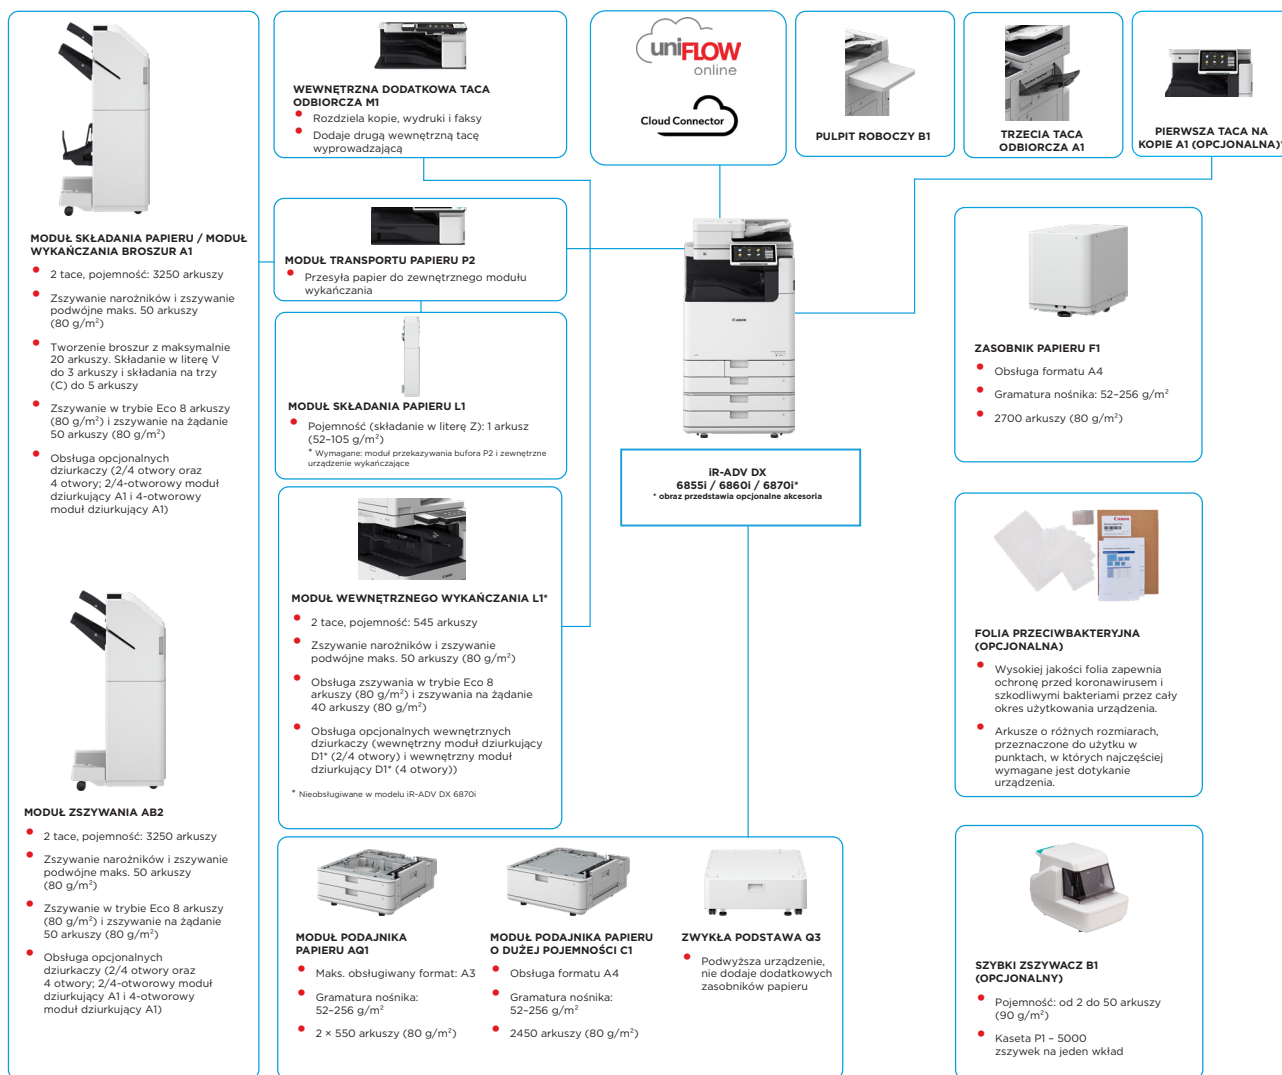 MODUŁ SKŁADANIA PAPIERU / MODUŁ
WYKAŃCZANIA BROSZUR A1
2 tace, pojemność: 3250 arkuszy
Zszywanie narożników i zszywanie
podwójne maks. 50 arkuszy
(80 g/m²)
Tworzenie broszur z maksymalnie
20 arkuszy. Składanie w literę V
do 3 arkuszy i składania na trzy
(C) do 5 arkuszy
Zszywanie w trybie Eco 8 arkuszy
(80 g/m²) i zszywanie na żądanie
50 arkuszy (80 g/m²)
Obsługa opcjonalnych
dziurkaczy (2/4 otwory oraz
4 otwory; 2/4-otworowy moduł
dziurkujący A1 i 4-otworowy
moduł dziurkujący A1)
MODUŁ ZSZYWANIA AB2
2 tace, pojemność: 3250 arkuszy
Zszywanie narożników i zszywanie
podwójne maks. 50 arkuszy
(80 g/m²)
Zszywanie w trybie Eco 8 arkuszy
(80 g/m²) i zszywanie na żądanie
50 arkuszy (80 g/m²)
Obsługa opcjonalnych
dziurkaczy (2/4 otwory oraz
4 otwory; 2/4-otworowy moduł
dziurkujący A1 i 4-otworowy
moduł dziurkujący A1)
WEWNĘTRZNA DODATKOWA TACA
ODBIORCZA M1
Rozdziela kopie, wydruki i faksy
Dodaje drugą wewnętrzną tacę
wyprowadzającą
MODUŁ TRANSPORTU PAPIERU P2
Przesyła papier do zewnętrznego modułu
wykańczania
MODUŁ SKŁADANIA PAPIERU L1
Pojemność (składanie w literę Z): 1 arkusz
(52–105 g/m²)
* Wymagane: moduł przekazywania bufora P2 i zewnętrzne
urządzenie wykańczające
MODUŁ WEWNĘTRZNEGO WYKAŃCZANIA L1*
2 tace, pojemność: 545 arkuszy
Zszywanie narożników i zszywanie
podwójne maks. 50 arkuszy (80 g/m²)
Obsługa zszywania w trybie Eco 8
arkuszy (80 g/m²) i zszywania na żądanie
40 arkuszy (80 g/m²)
Obsługa opcjonalnych wewnętrznych
dziurkaczy (wewnętrzny moduł dziurkujący
D1* (2/4 otwory) i wewnętrzny moduł
dziurkujący D1* (4 otwory))
* Nieobsługiwane w modelu iR-ADV DX 6870i
uniFLOW
online
Cloud Connector
PULPIT ROBOCZY B1
TRZECIA TACA
ODBIORCZA A1
PIERWSZA TACA NA
KOPIE A1 (OPCJONALNA)*
Canon
iR-ADV DX
6855i / 6860i / 6870i*
* obraz przedstawia opcjonalne akcesoria
MODUŁ PODAJNIKA
PAPIERU AQ1
Maks. obsługiwany format: A3
Gramatura nośnika:
52–256 g/m²
2 × 550 arkuszy (80 g/m²)
MODUŁ PODAJNIKA PAPIERU
O DUŻEJ POJEMNOŚCI C1
Obsługa formatu A4
Gramatura nośnika:
52–256 g/m²
2450 arkuszy (80 g/m²)
ZWYKŁA PODSTAWA Q3
Podwyższa urządzenie,
nie dodaje dodatkowych
zasobników papieru
ZASOBNIK PAPIERU F1
Obsługa formatu A4
Gramatura nośnika: 52–256 g/m²
2700 arkuszy (80 g/m²)
Canon
FOLIA PRZECIWBAKTERYJNA
(OPCJONALNA)
Wysokiej jakości folia zapewnia
ochronę przed koronawirusem i
szkodliwymi bakteriami przez cały
okres użytkowania urządzenia.
Arkusze o różnych rozmiarach,
przeznaczone do użytku w
punktach, w których najczęściej
wymagane jest dotykanie
urządzenia.
SZYBKI ZSZYWACZ B1
(OPCJONALNY)
Pojemność: od 2 do 50 arkuszy
(90 g/m²)
Kaseta P1 – 5000
zszywek na jeden wkład